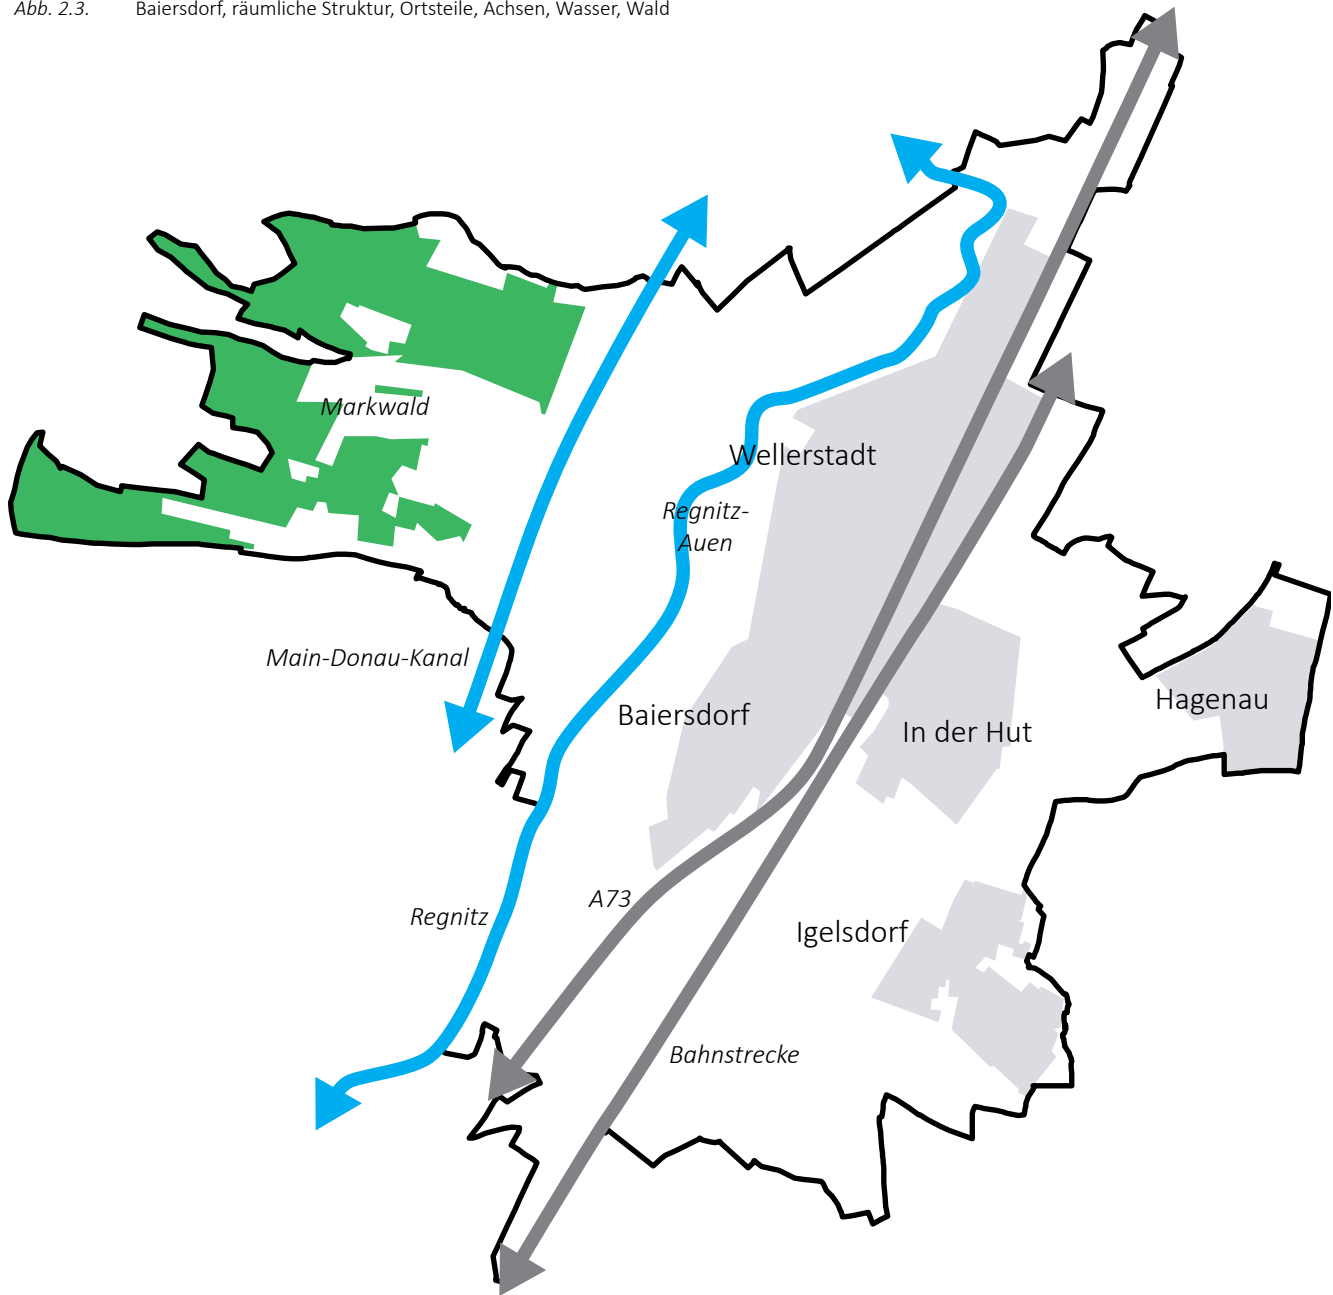 Abb. 2.3. Baiersdorf, räumliche Struktur, Ortsteile, Achsen, Wasser, Wald
Markwald
Wellerstadt
Regnitz-
Auen
Main-Donau-Kanal
Hagenau
Baiersdorf
In der Hut
A73
Regnitz
Igelsdorf
Bahnstrecke